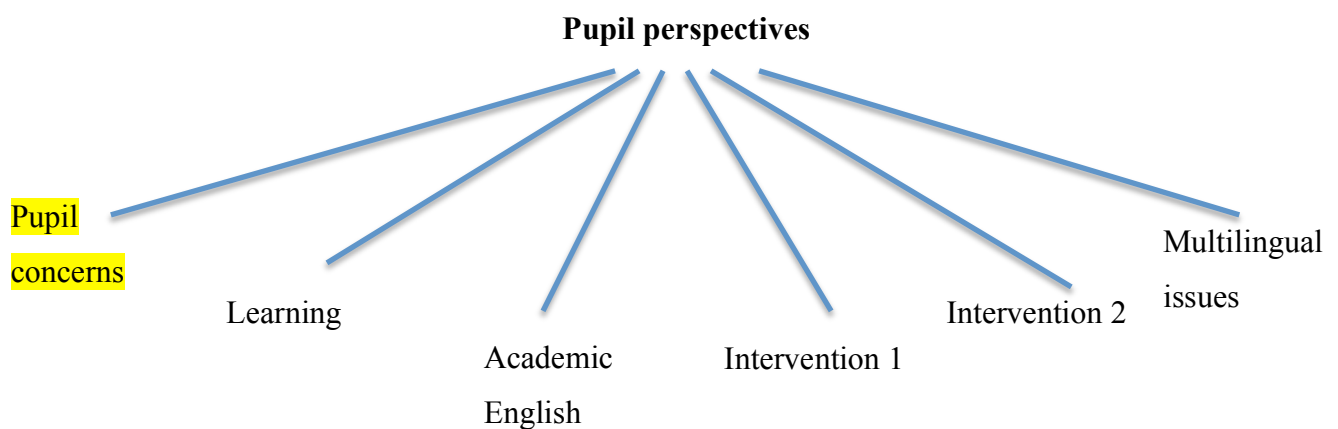 Pupil perspectives
Pupil
concerns
Learning
Academic
English
Intervention 1
Intervention 2
Multilingual
issues